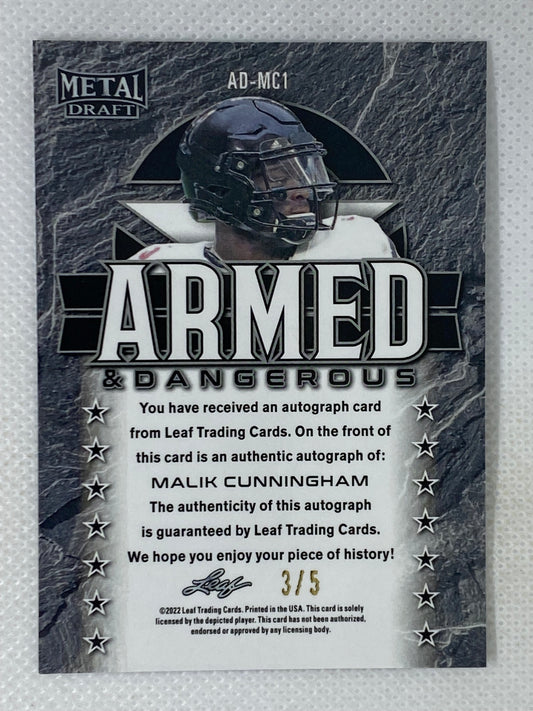 METAL
DRAFT
AD-MC1
ARMED
& DANGEROUS
You have received an autograph card
from Leaf Trading Cards. On the front of
this card is an authentic autograph of:
MALIK CUNNINGHAM
The authenticity of this autograph
is guaranteed by Leaf Trading Cards.
We hope you enjoy your piece of history!
Leaf 3/5
©2022 Leaf Trading Cards. Printed in the USA. This card is solely
licensed by the depicted player. This card has not been authorized,
endorsed or approved by any licensing body.